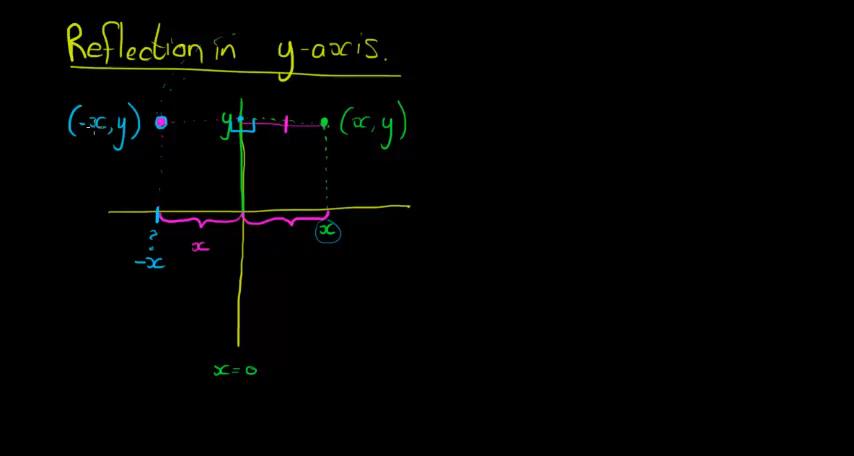 Reflection in y-axis.
(-x, y) y (x, y)
x
?
x
-x
x=0